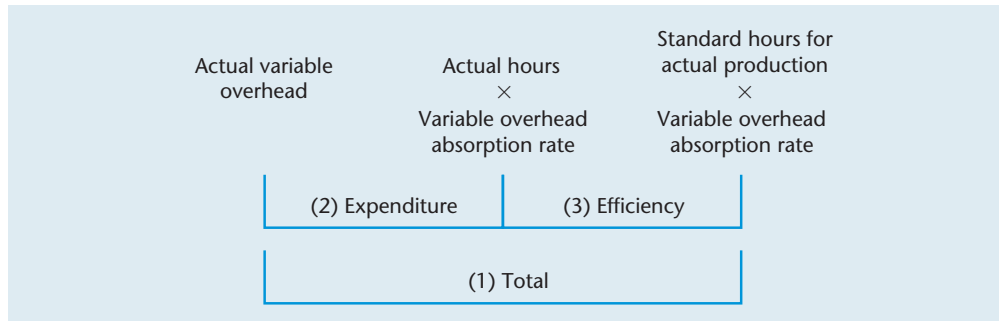 Actual variable
overhead
Actual hours
×
Variable overhead
absorption rate
Standard hours for
actual production
×
Variable overhead
absorption rate
(2) Expenditure
(3) Efficiency
(1) Total